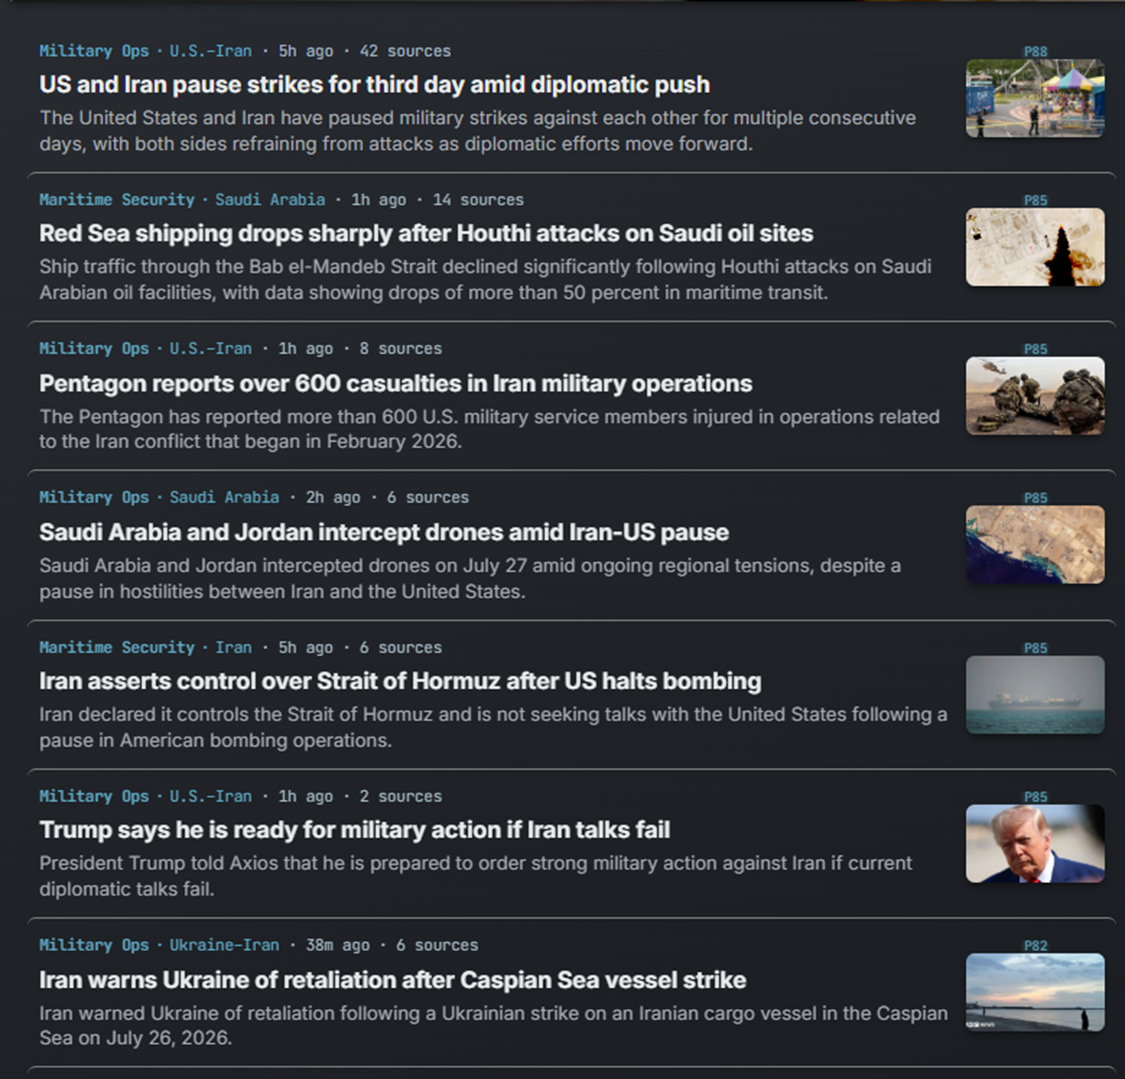 Military Ops · U.S.–Iran · 5h ago · 42 sources
P88
US and Iran pause strikes for third day amid diplomatic push
The United States and Iran have paused military strikes against each other for multiple consecutive
days, with both sides refraining from attacks as diplomatic efforts move forward.
Maritime Security · Saudi Arabia · 1h ago · 14 sources
P85
Red Sea shipping drops sharply after Houthi attacks on Saudi oil sites
Ship traffic through the Bab el-Mandeb Strait declined significantly following Houthi attacks on Saudi
Arabian oil facilities, with data showing drops of more than 50 percent in maritime transit.
Military Ops · U.S.–Iran · 1h ago · 8 sources
P85
Pentagon reports over 600 casualties in Iran military operations
The Pentagon has reported more than 600 U.S. military service members injured in operations related
to the Iran conflict that began in February 2026.
Military Ops · Saudi Arabia · 2h ago · 6 sources
P85
Saudi Arabia and Jordan intercept drones amid Iran-US pause
Saudi Arabia and Jordan intercepted drones on July 27 amid ongoing regional tensions, despite a
pause in hostilities between Iran and the United States.
Maritime Security · Iran · 5h ago · 6 sources
P85
Iran asserts control over Strait of Hormuz after US halts bombing
Iran declared it controls the Strait of Hormuz and is not seeking talks with the United States following a
pause in American bombing operations.
Military Ops · U.S.–Iran · 1h ago · 2 sources
P85
Trump says he is ready for military action if Iran talks fail
President Trump told Axios that he is prepared to order strong military action against Iran if current
diplomatic talks fail.
Military Ops · Ukraine–Iran · 38m ago · 6 sources
P82
Iran warns Ukraine of retaliation after Caspian Sea vessel strike
Iran warned Ukraine of retaliation following a Ukrainian strike on an Iranian cargo vessel in the Caspian
Sea on July 26, 2026.